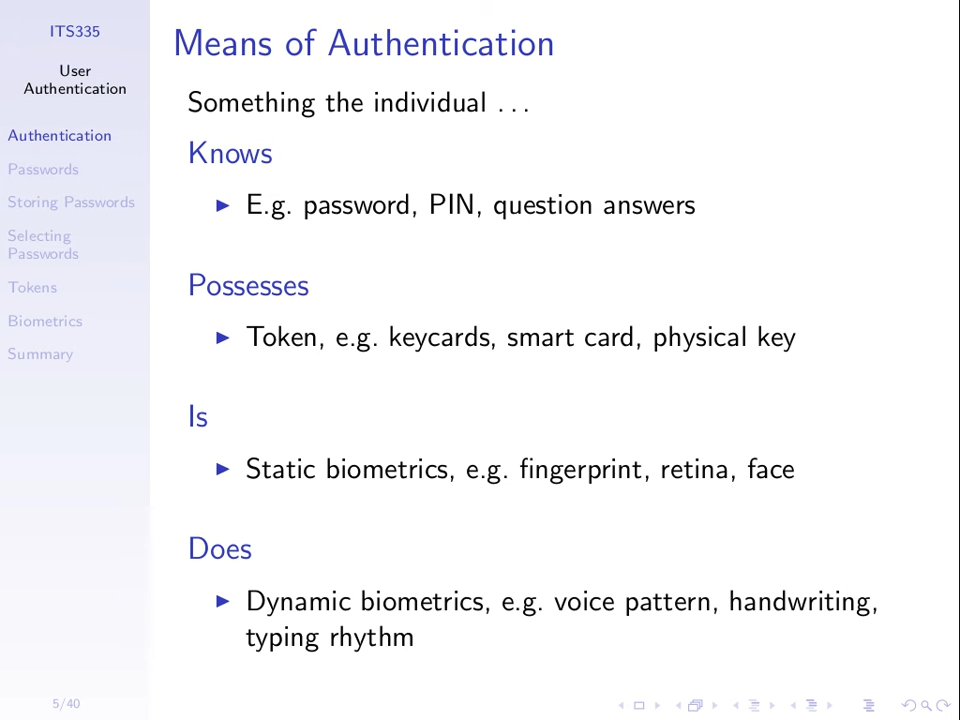 ITS335
User
Authentication
Authentication
Passwords
Storing Passwords
Selecting
Passwords
Tokens
Biometrics
Summary
5/40
Means of Authentication
Something the individual . . .
Knows
E.g. password, PIN, question answers
Possesses
Token, e.g. keycards, smart card, physical key
Is
Static biometrics, e.g. fingerprint, retina, face
Does
Dynamic biometrics, e.g. voice pattern, handwriting,
typing rhythm